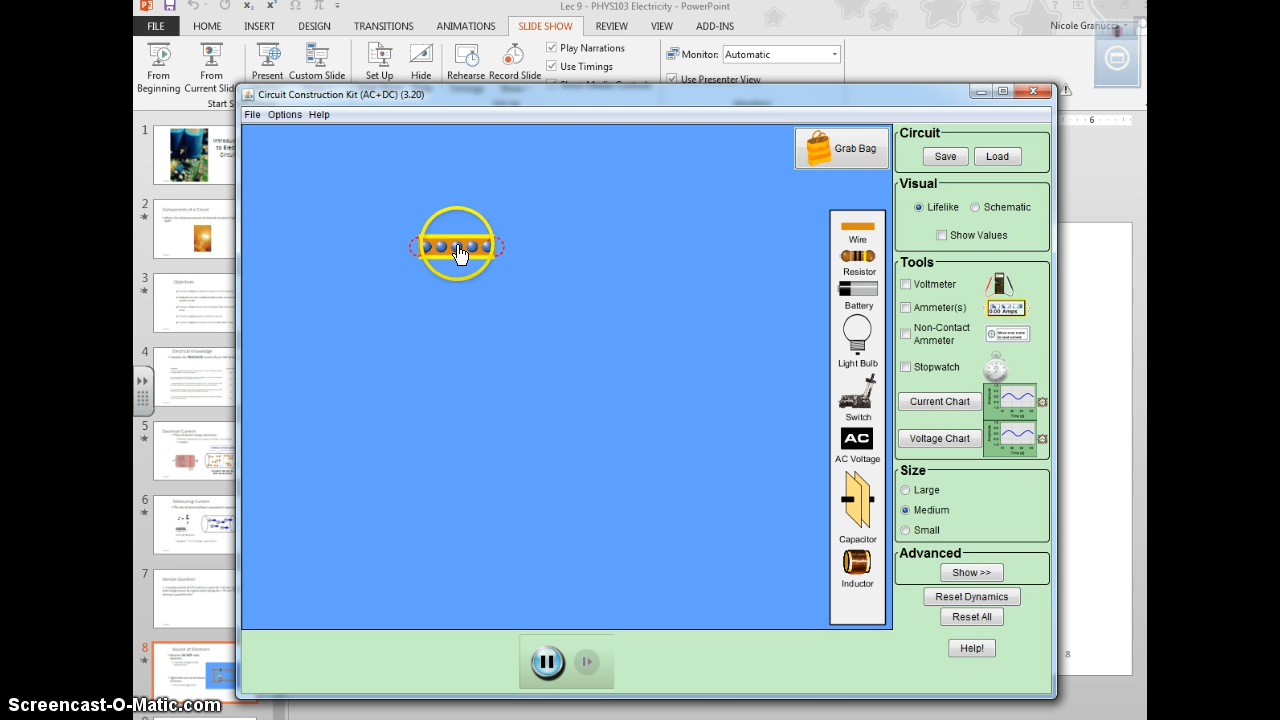 Lec 9 - PHYS103 Electricity - PowerPoint
FILE HOME INSERT DESIGN TRANSITIONS ANIMATIONS SLIDE SHOW REVIEW VIEW ADD-INS
Nicole Granucci
From Beginning
From Current Slide
Present
Custom Slide
Set Up
Hide
Rehearse
Record Slide
Play Narrations
Use Timings
Monitor: Automatic
Use Presenter View
Start
Circuit Construction Kit (AC+DC) (3.20)
File Options Help
Grab Bag
Wire
Resistor
Battery
Light Bulb
Switch
AC
AC Voltage
Capacitor
Inductor
Circuit
Save Load
Visual
Lifelike Schematic
Show Values
Tools
Voltmeter
Ammeter(s)
0.00 Amps
Non-Contact
Ammeter
Stopwatch
Current Chart
Voltage Chart
Size
Large
Medium
Small
Advanced
Show >>
Reset Dynamics
Reset All
Help
1
2
Components of a Circuit
3
Objectives
4
Electrical Knowledge
5
Electrical Current
6
Measuring Current
7
Sample Question
8
Source of Electrons
6
8
Screencast-O-Matic.com